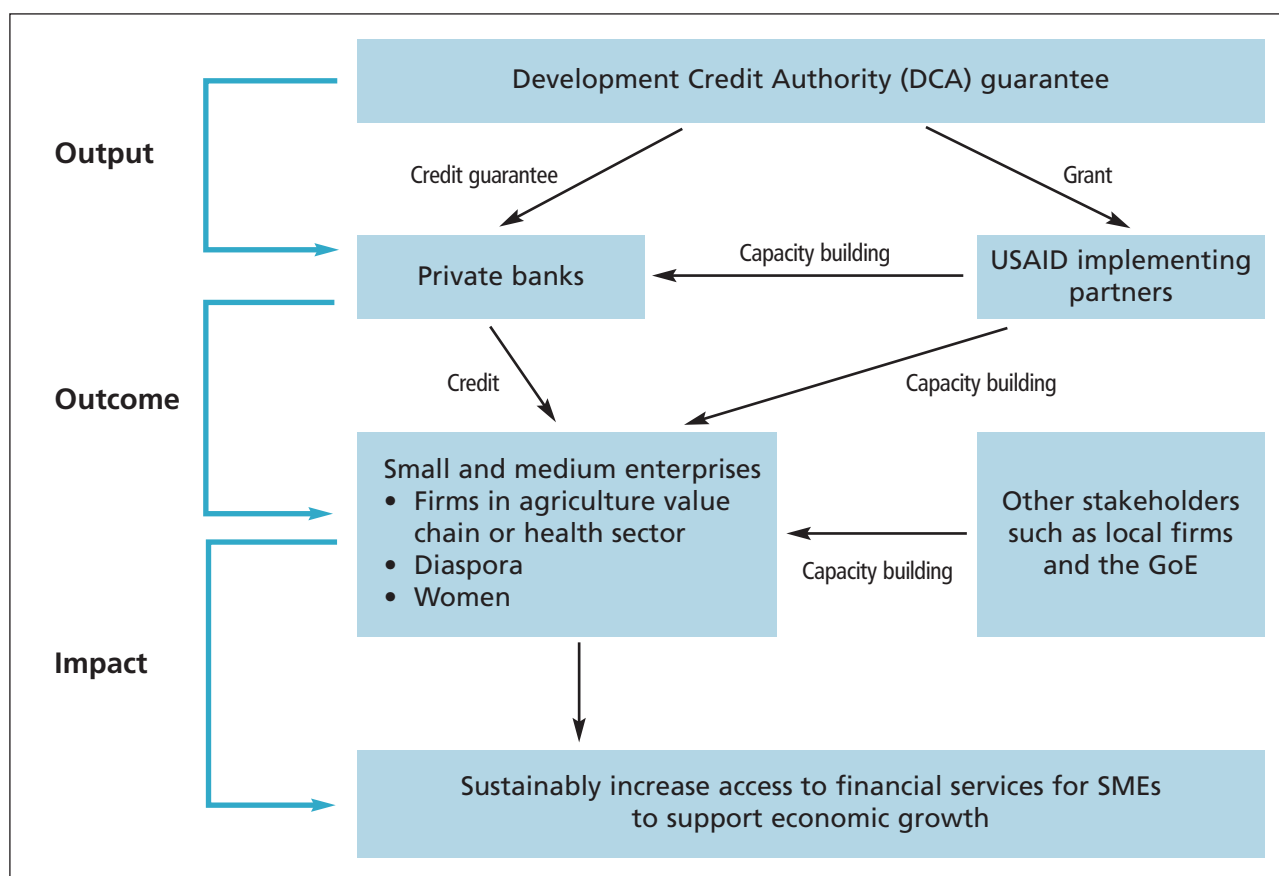 Development Credit Authority (DCA) guarantee
Output
Credit guarantee
Grant
Private banks
Capacity building
USAID implementing
partners
Outcome
Credit
Capacity building
Small and medium enterprises
• Firms in agriculture value
chain or health sector
• Diaspora
• Women
Capacity building
Other stakeholders
such as local firms
and the GoE
Impact
Sustainably increase access to financial services for SMEs
to support economic growth